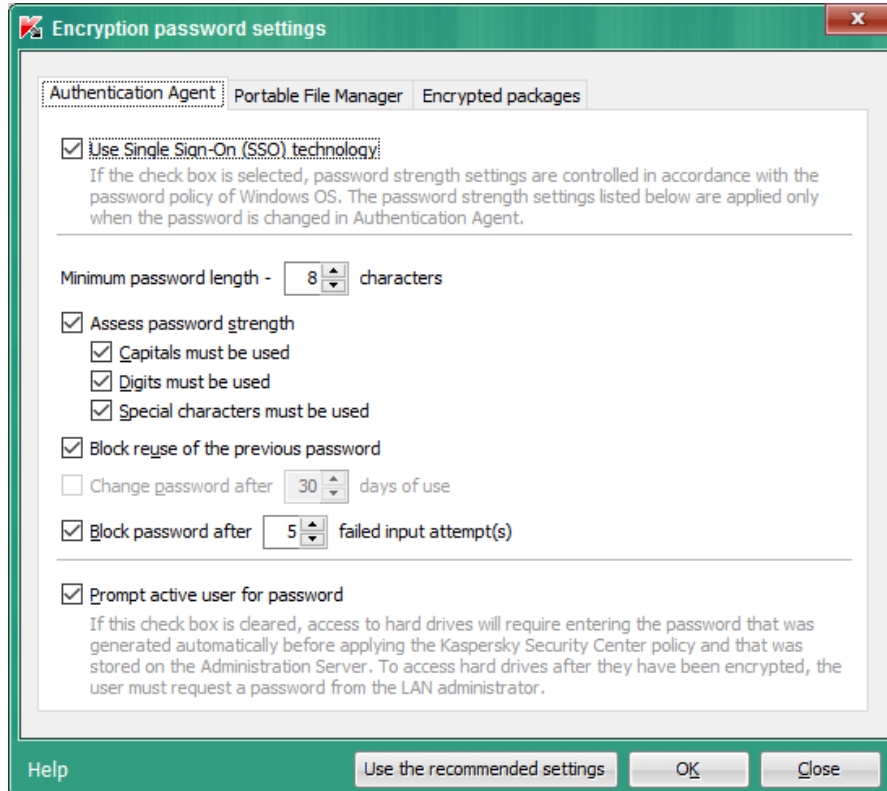 Encryption password settings
Authentication Agent Portable File Manager Encrypted packages
Use Single Sign-On (SSO) technology
If the check box is selected, password strength settings are controlled in accordance with the
password policy of Windows OS. The password strength settings listed below are applied only
when the password is changed in Authentication Agent.
Minimum password length - 8 characters
Assess password strength
Capitals must be used
Digits must be used
Special characters must be used
Block reuse of the previous password
Change password after 30 days of use
Block password after 5 failed input attempt(s)
Prompt active user for password
If this check box is cleared, access to hard drives will require entering the password that was
generated automatically before applying the Kaspersky Security Center policy and that was
stored on the Administration Server. To access hard drives after they have been encrypted, the
user must request a password from the LAN administrator.
Help Use the recommended settings OK Close